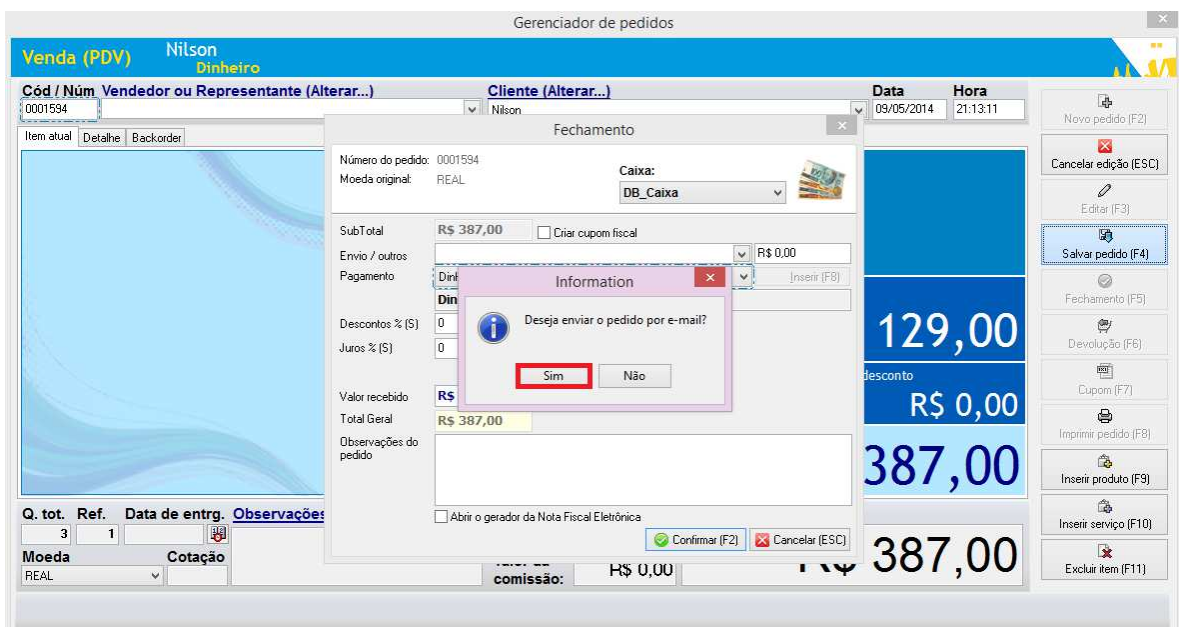 Gerenciador de pedidos
Venda (PDV)
Nilson
Dinheiro
Cód / Núm Vendedor ou Representante (Alterar...) Cliente (Alterar...) Data Hora
0001594 Nilson 09/05/2014 21:13:11
Item atual Detalhe Backorder
Fechamento
Número do pedido: 0001594
Moeda original: REAL
Caixa:
DB_Caixa
SubTotal R$ 387,00 Criar cupom fiscal
Envio / outros R$ 0,00
Pagamento Inserir (F8)
Descontos % (S) 0
Juros % (S) 0
Valor recebido R$
Total Geral R$ 387,00
Observações do
pedido
Abrir o gerador da Nota Fiscal Eletrônica
Confirmar (F2) Cancelar (ESC)
Information
Deseja enviar o pedido por e-mail?
Sim Não
129,00
desconto
R$ 0,00
387,00
Q. tot. Ref. Data de entrg. Observações
3 1
Moeda Cotação
REAL
comissão: R$ 0,00
387,00
Novo pedido (F2)
Cancelar edição (ESC)
Editar (F3)
Salvar pedido (F4)
Fechamento (F5)
Devolução (F6)
Cupom (F7)
Imprimir pedido (F8)
Inserir produto (F9)
Inserir serviço (F10)
Excluir item (F11)